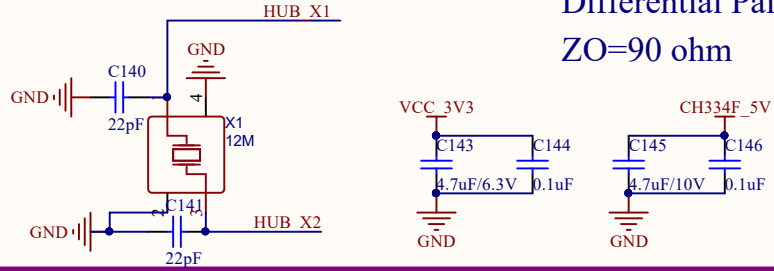 HUB_X1
Differential Pai
ZO=90 ohm
GND
C140
GND
22pF
4
X1
12M
VCC_3V3
CH334F_5V
C143
C144
C145
C146
4.7uF/6.3V
0.1uF
4.7uF/10V
0.1uF
2
C141
3
GND
HUB_X2
22pF
GND
GND